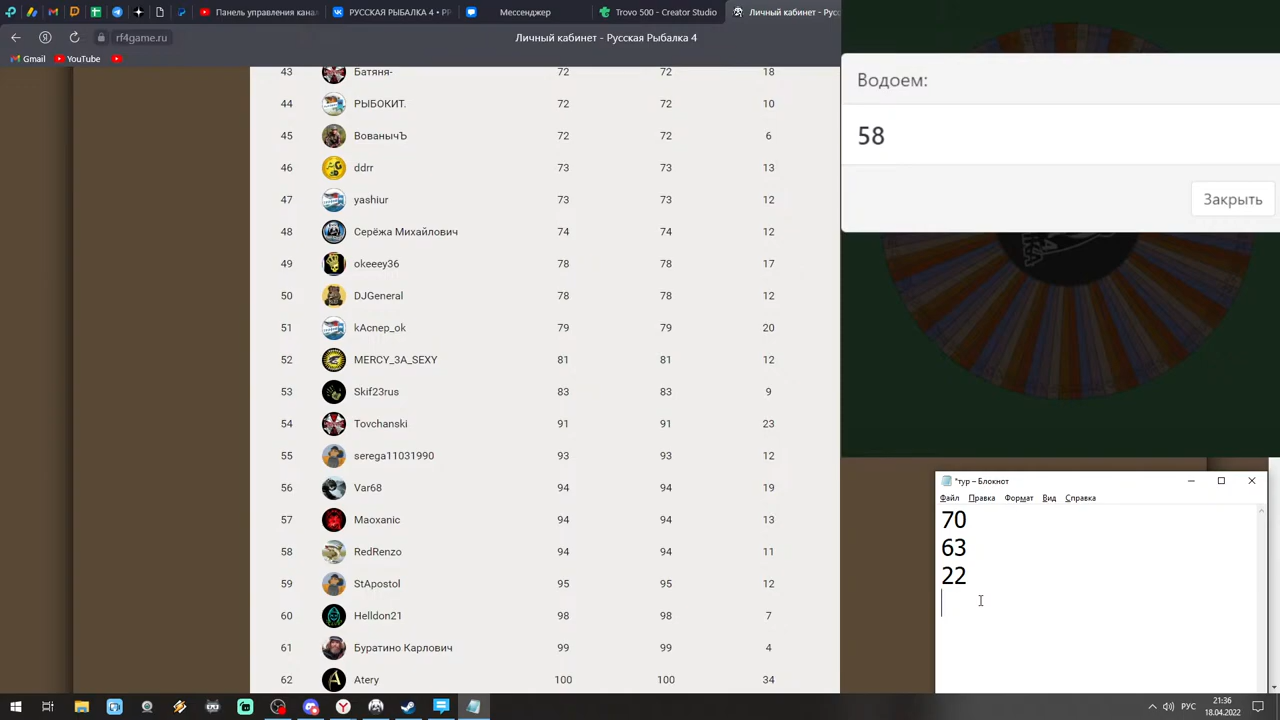 Панель управления канал
РУССКАЯ РЫБАЛКА 4 • РР
Мессенджер
Trovo 500 - Creator Studio
Личный кабинет - Русс
rf4game.ru
Личный кабинет - Русская Рыбалка 4
Gmail
YouTube
43 Батяня- 72 72 18
44 РЫБОКИТ. 72 72 10
45 ВованычЪ 72 72 6
46 ddrr 73 73 13
47 yashiur 73 73 12
48 Серёжа Михайлович 74 74 12
49 okeeey36 78 78 17
50 DJGeneral 78 78 12
51 kAcnep_ok 79 79 20
52 MERCY_3A_SEXY 81 81 12
53 Skif23rus 83 83 9
54 Tovchanski 91 91 23
55 serega11031990 93 93 12
56 Var68 94 94 19
57 Maoxanic 94 94 13
58 RedRenzo 94 94 11
59 StApostol 95 95 12
60 Helldon21 98 98 7
61 Буратино Карлович 99 99 4
62 Atery 100 100 34
Водоем:
58
Закрыть
*тур – Блокнот
Файл Правка Формат Вид Справка
70
63
22
РУС
21:36
18.04.2022